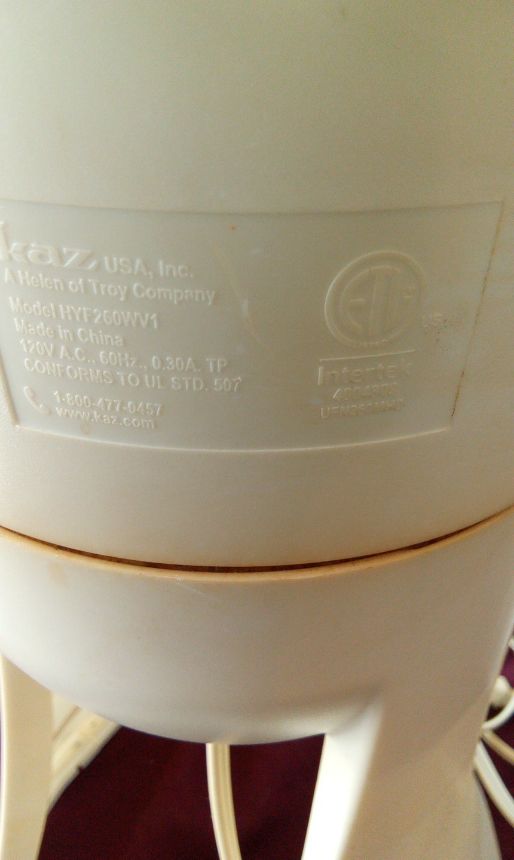 kaz USA, Inc.
A Helen of Troy Company
Model HYF260WV1
Made in China
120V A.C., 60Hz., 0.30A. TP
CONFORMS TO UL STD. 507
1-800-477-0457
www.kaz.com
ETL
Intertek